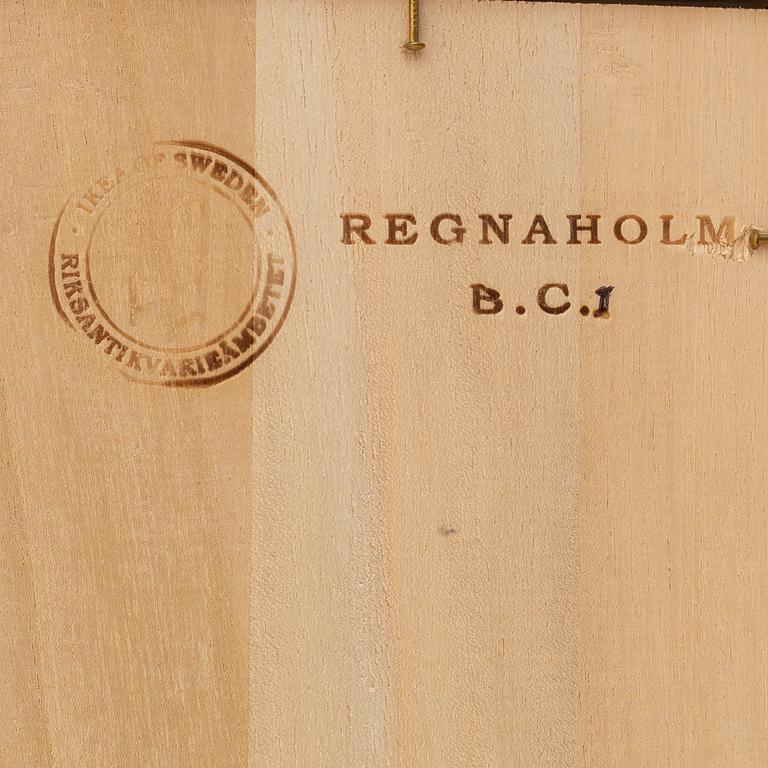 IKEA OF SWEDEN
RIKSANTIKVARIEÄMBETET
REGNAHOLM
B.C.1